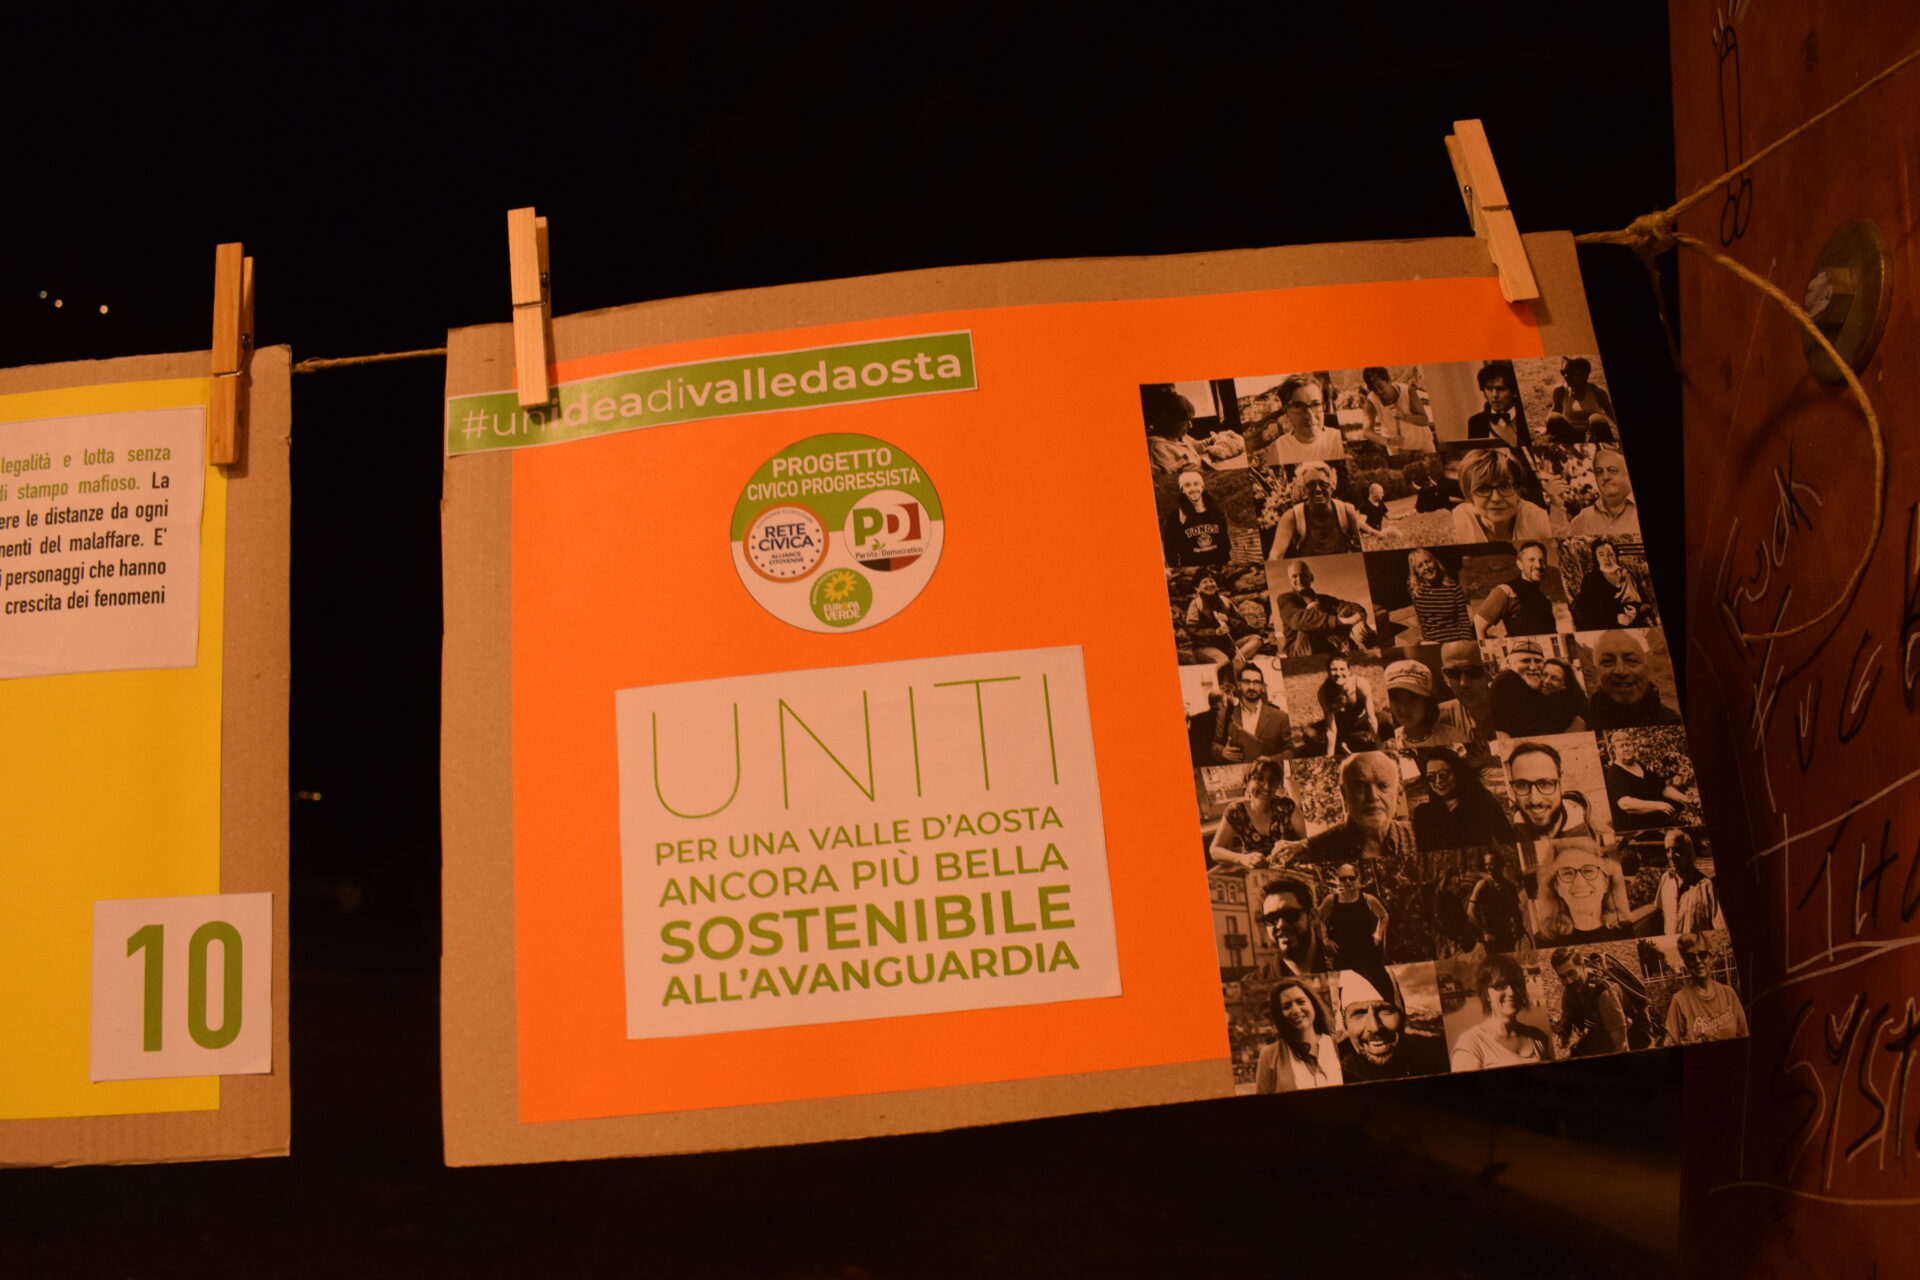 legalità e lotta senza
di stampo mafioso. La
ere le distanze da ogni
nenti del malaffare. E'
i personaggi che hanno
crescita dei fenomeni
10
#unideadivalledaosta
PROGETTO
CIVICO PROGRESSISTA
RETE
CIVICA
ALLIANCE
CITOYENNE
PD
Partito Democratico
EUROPA
VERDE
UNITI
PER UNA VALLE D'AOSTA
ANCORA PIÙ BELLA
SOSTENIBILE
ALL'AVANGUARDIA
Fuck